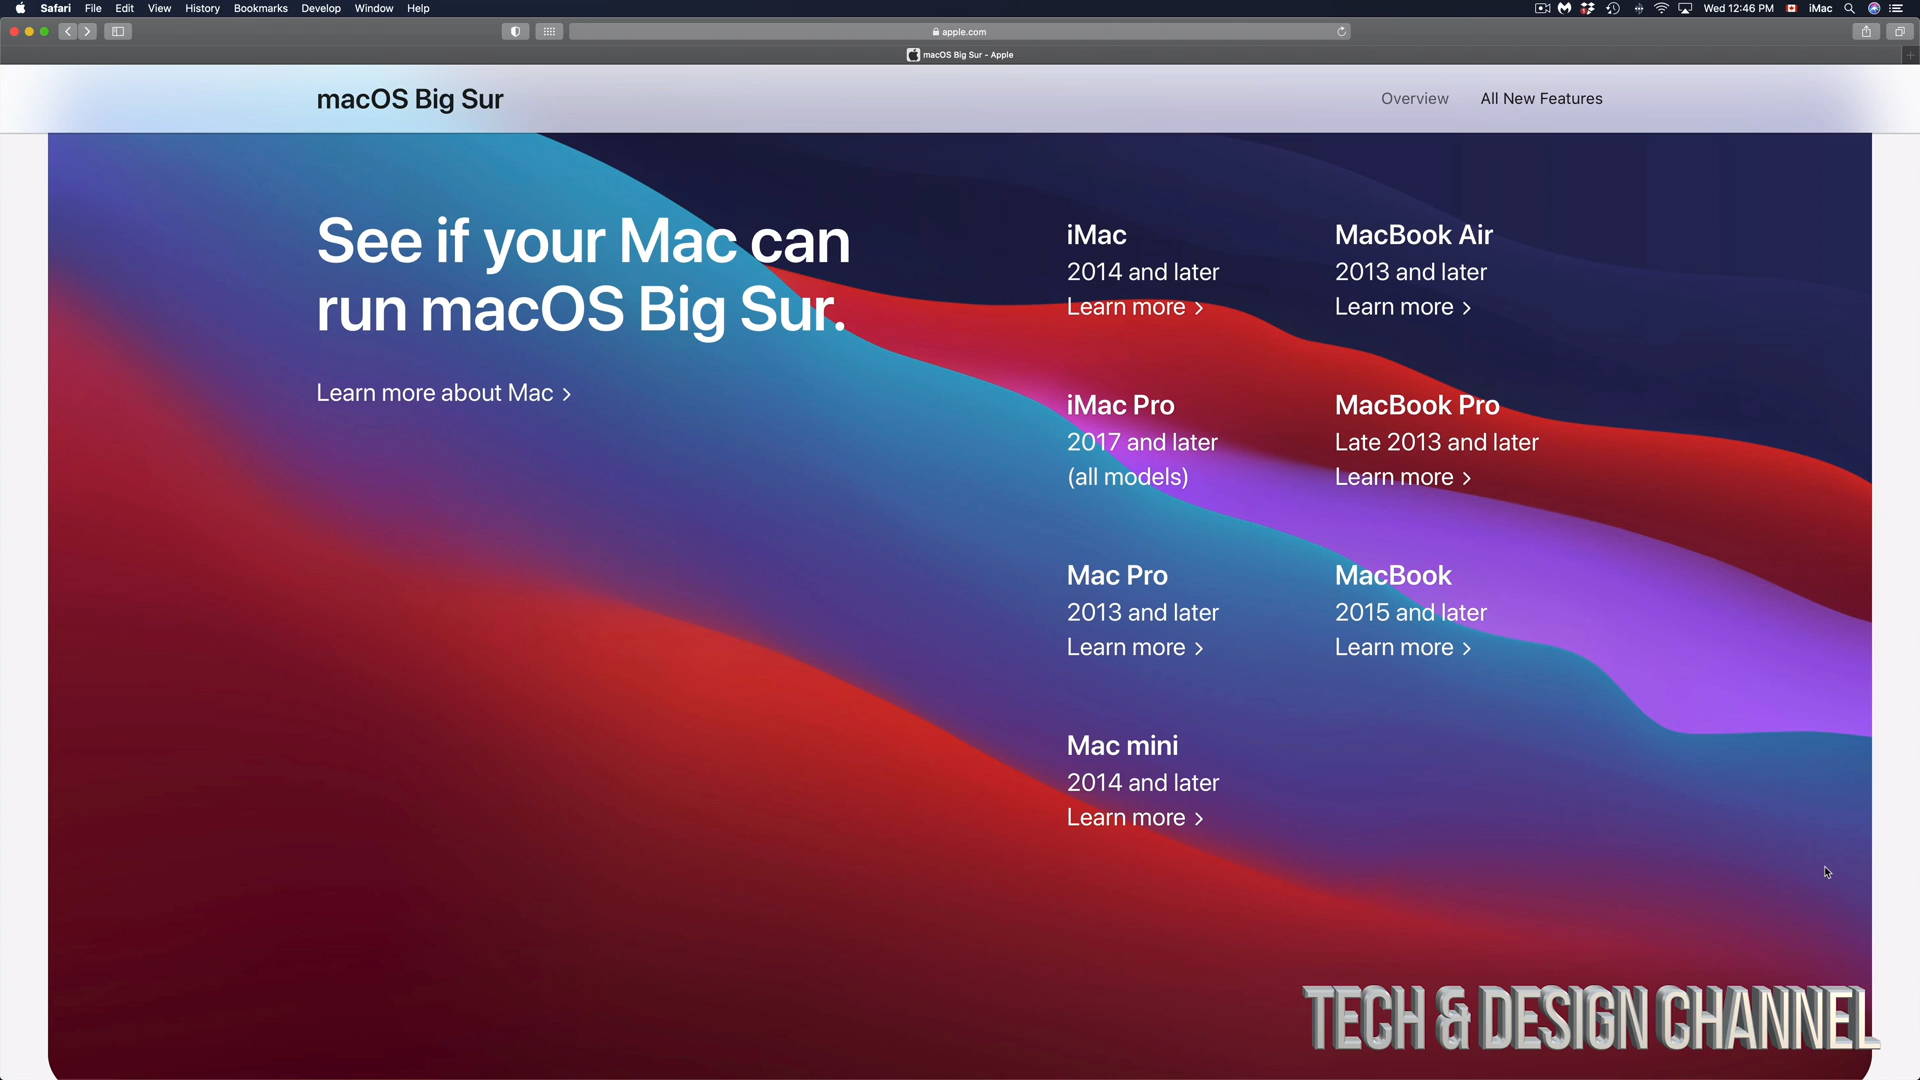 Safari File Edit View History Bookmarks Develop Window Help
Wed 12:46 PM iMac
apple.com
macOS Big Sur - Apple
macOS Big Sur
Overview All New Features
See if your Mac can
run macOS Big Sur.
Learn more about Mac >
iMac
2014 and later
Learn more >
MacBook Air
2013 and later
Learn more >
iMac Pro
2017 and later
(all models)
MacBook Pro
Late 2013 and later
Learn more >
Mac Pro
2013 and later
Learn more >
MacBook
2015 and later
Learn more >
Mac mini
2014 and later
Learn more >
TECH & DESIGN CHANNEL